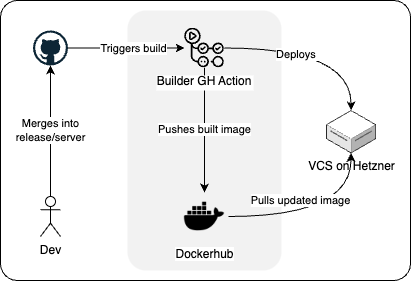 Triggers build
Deploys
Builder GH Action
Merges into
release/server
Pushes built image
VCS on Hetzner
Pulls updated image
Dev
Dockerhub